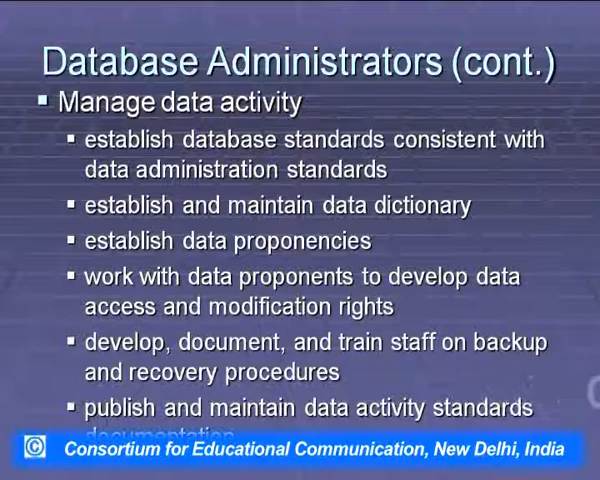 Database Administrators (cont.)
▪ Manage data activity
▪ establish database standards consistent with
data administration standards
▪ establish and maintain data dictionary
▪ establish data proponencies
▪ work with data proponents to develop data
access and modification rights
▪ develop, document, and train staff on backup
and recovery procedures
▪ publish and maintain data activity standards
documentation
© Consortium for Educational Communication, New Delhi, India